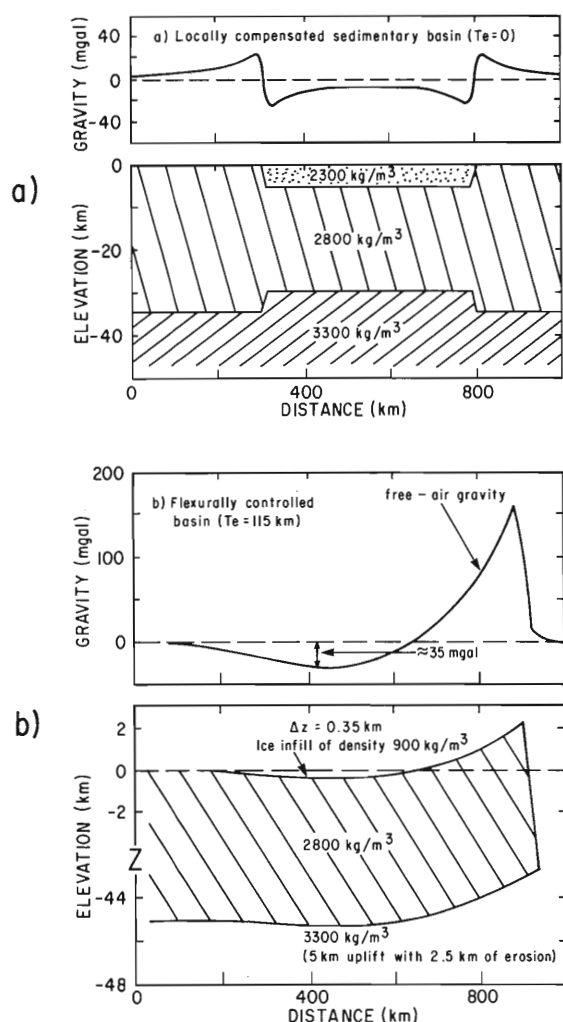 a)
GRAVITY (mgal)
40
0
-40
a) Locally compensated sedimentary basin (Te=0)
ELEVATION (km)
0
-20
-40
2300 kg/m³
2800 kg/m³
3300 kg/m³
0 400 800
DISTANCE (km)
b)
GRAVITY (mgal)
200
100
0
b) Flexurally controlled
basin (Te=115 km)
free-air gravity
≈35 mgal
ELEVATION (km)
2
0
-2
Z
-44
-48
Δz = 0.35 km
Ice infill of density 900 kg/m³
2800 kg/m³
3300 kg/m³
(5 km uplift with 2.5 km of erosion)
0 400 800
DISTANCE (km)